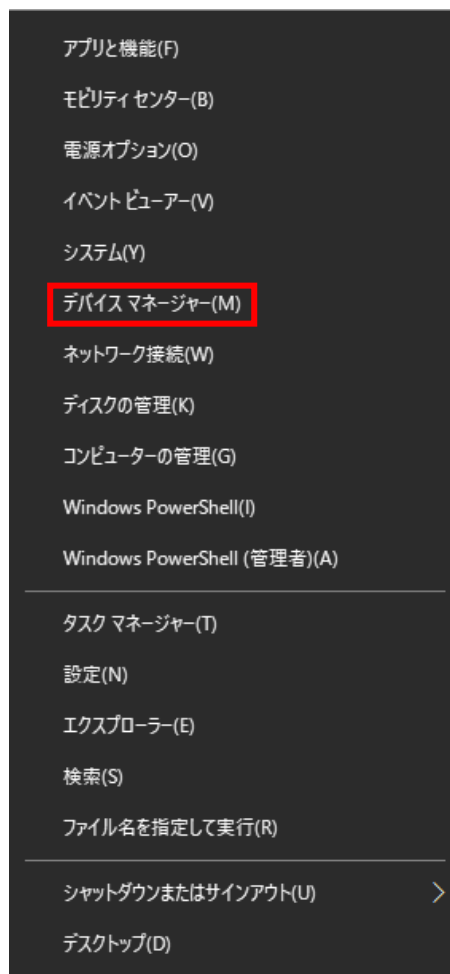 アプリと機能(F)
モビリティ センター(B)
電源オプション(O)
イベント ビューアー(V)
システム(Y)
デバイス マネージャー(M)
ネットワーク接続(W)
ディスクの管理(K)
コンピューターの管理(G)
Windows PowerShell(I)
Windows PowerShell (管理者)(A)
タスク マネージャー(T)
設定(N)
エクスプローラー(E)
検索(S)
ファイル名を指定して実行(R)
シャットダウンまたはサインアウト(U)
デスクトップ(D)